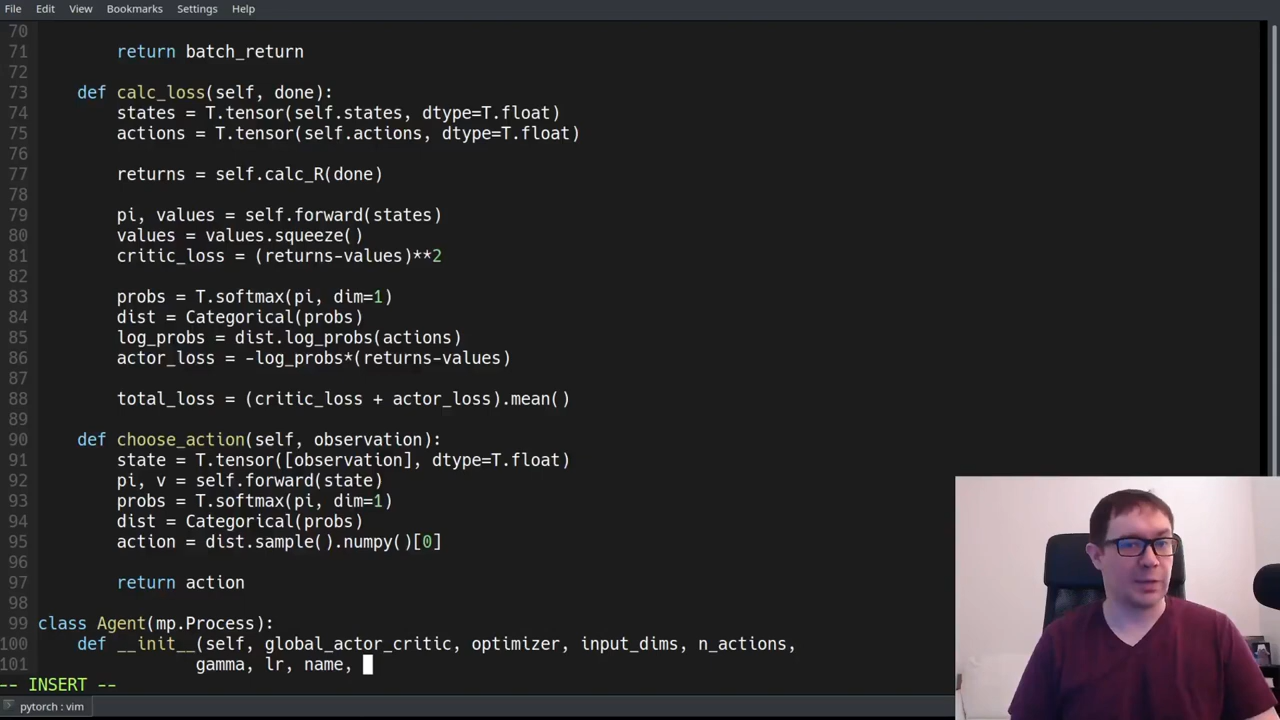 File Edit View Bookmarks Settings Help
70
71 return batch_return
72
73 def calc_loss(self, done):
74 states = T.tensor(self.states, dtype=T.float)
75 actions = T.tensor(self.actions, dtype=T.float)
76
77 returns = self.calc_R(done)
78
79 pi, values = self.forward(states)
80 values = values.squeeze()
81 critic_loss = (returns-values)**2
82
83 probs = T.softmax(pi, dim=1)
84 dist = Categorical(probs)
85 log_probs = dist.log_probs(actions)
86 actor_loss = -log_probs*(returns-values)
87
88 total_loss = (critic_loss + actor_loss).mean()
89
90 def choose_action(self, observation):
91 state = T.tensor([observation], dtype=T.float)
92 pi, v = self.forward(state)
93 probs = T.softmax(pi, dim=1)
94 dist = Categorical(probs)
95 action = dist.sample().numpy()[0]
96
97 return action
98
99 class Agent(mp.Process):
100 def __init__(self, global_actor_critic, optimizer, input_dims, n_actions,
101 gamma, lr, name,
-- INSERT --
pytorch : vim